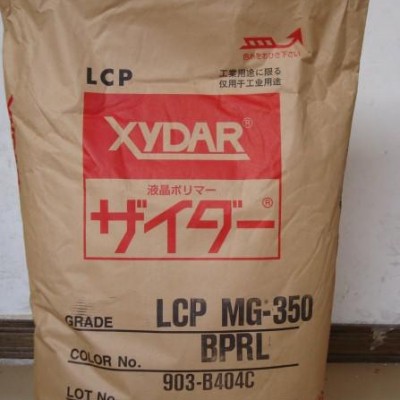 LCP
工業用途に限る
仅用于工业用途
XYDAR®
液晶ポリマー
ザイダー®
GRADE LCP MG-350
COLOR No. BPRL
LOT No 903-B404C